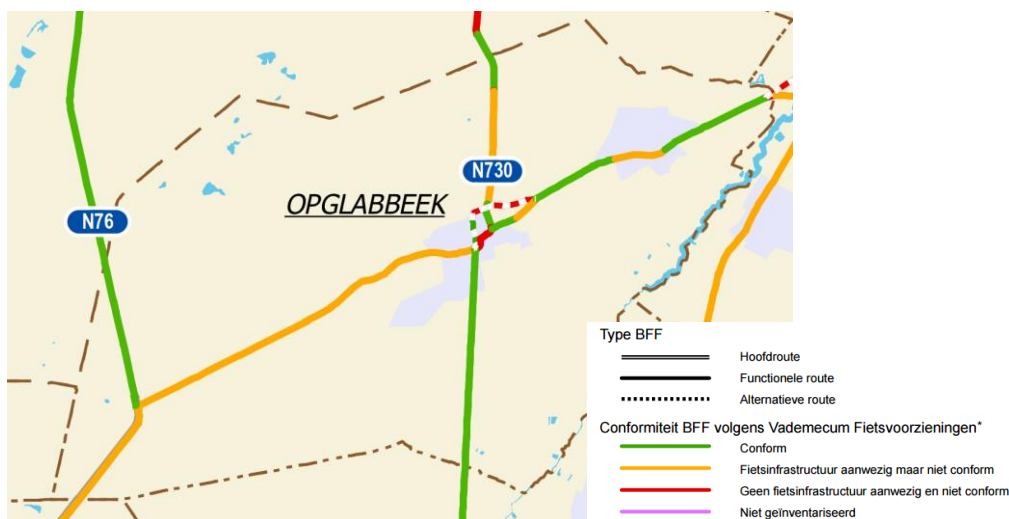 N730
OPGLABBEEK
N76
Type BFF
Hoofdroute
Functionele route
Alternatieve route
Conformiteit BFF volgens Vademecum Fietsvoorzieningen*
Conform
Fietsinfrastructuur aanwezig maar niet conform
Geen fietsinfrastructuur aanwezig en niet conform
Niet geïnventariseerd